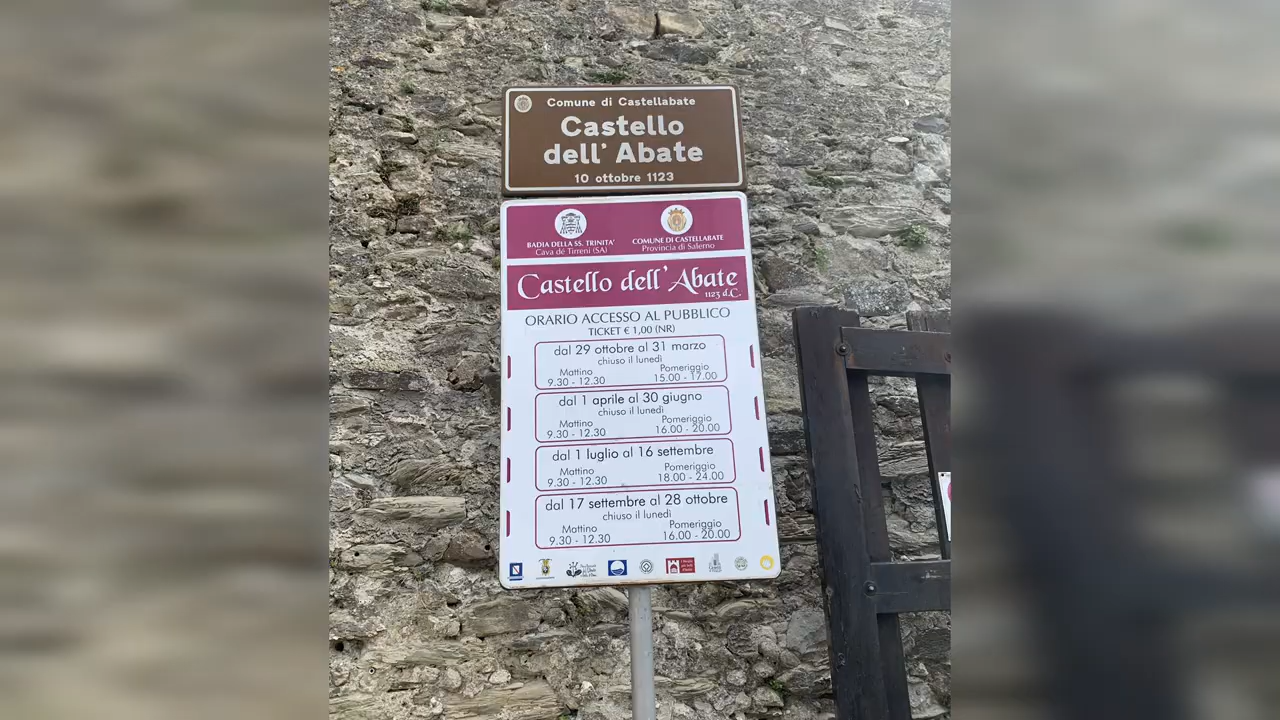 Comune di Castellabate
Castello
dell' Abate
10 ottobre 1123
BADIA DELLA SS. TRINITA'
Cava dé Tirreni (SA)
COMUNE DI CASTELLABATE
Provincia di Salerno
Castello dell'Abate
1123 d.C.
ORARIO ACCESSO AL PUBBLICO
TICKET € 1,00 (NR)
dal 29 ottobre al 31 marzo
chiuso il lunedì
Mattino Pomeriggio
9.30 - 12.30 15.00 - 17.00
dal 1 aprile al 30 giugno
chiuso il lunedì
Mattino Pomeriggio
9.30 - 12.30 16.00 - 20.00
dal 1 luglio al 16 settembre
Mattino Pomeriggio
9.30 - 12.30 18.00 - 24.00
dal 17 settembre al 28 ottobre
chiuso il lunedì
Mattino Pomeriggio
9.30 - 12.30 16.00 - 20.00